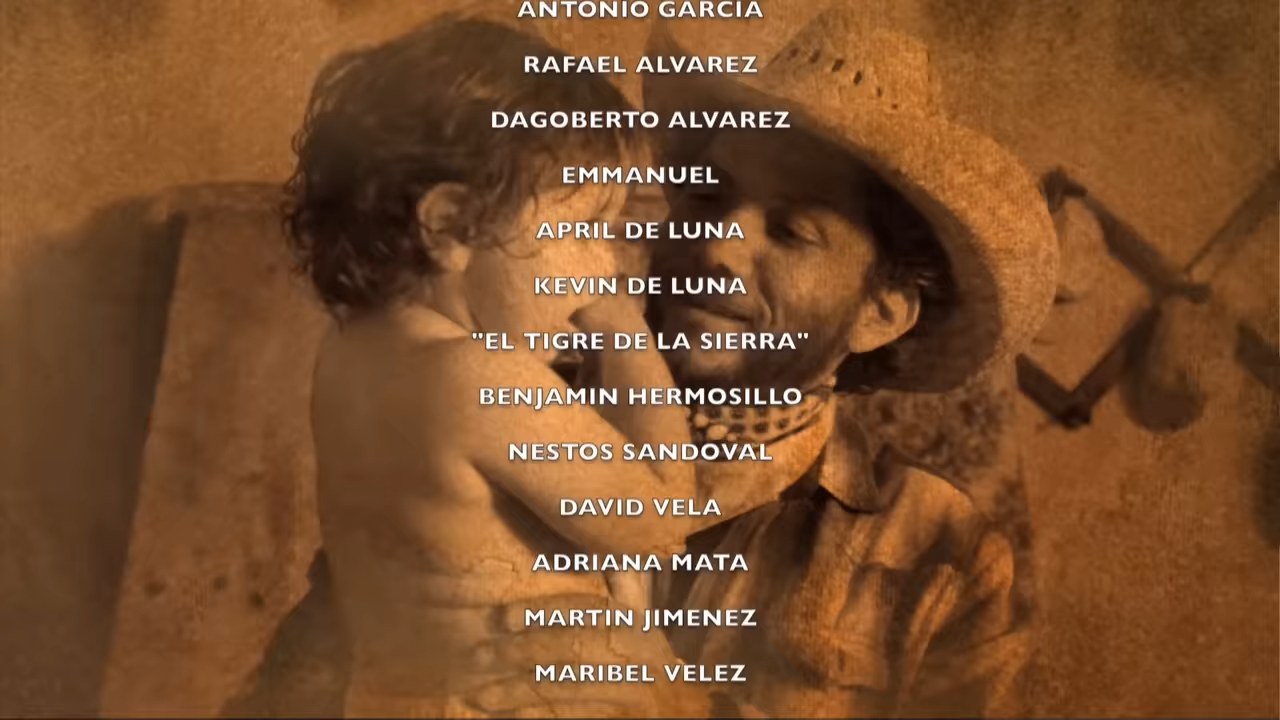 ANTONIO GARCIA
RAFAEL ALVAREZ
DAGOBERTO ALVAREZ
EMMANUEL
APRIL DE LUNA
KEVIN DE LUNA
"EL TIGRE DE LA SIERRA"
BENJAMIN HERMOSILLO
NESTOS SANDOVAL
DAVID VELA
ADRIANA MATA
MARTIN JIMENEZ
MARIBEL VELEZ